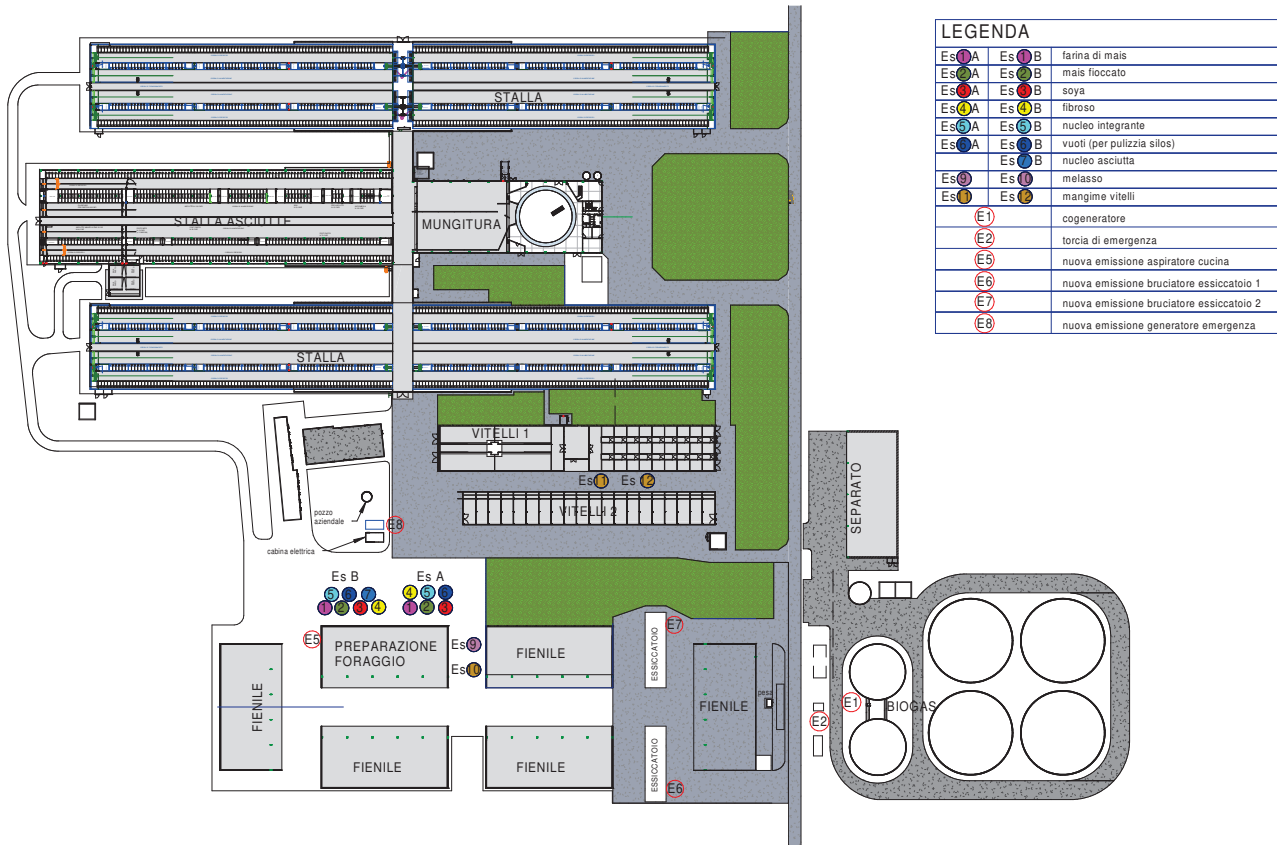 LEGENDA
Es 1 A Es 1 B farina di mais
Es 2 A Es 2 B mais fioccato
Es 3 A Es 3 B soya
Es 4 A Es 4 B fibroso
Es 5 A Es 5 B nucleo integrante
Es 6 A Es 6 B vuoti (per pulizzia silos)
Es 7 B nucleo asciutta
Es 9 Es 10 melasso
Es 11 Es 12 mangime vitelli
E1 cogeneratore
E2 torcia di emergenza
E5 nuova emissione aspiratore cucina
E6 nuova emissione bruciatore essiccatoio 1
E7 nuova emissione bruciatore essiccatoio 2
E8 nuova emissione generatore emergenza
STALLA
STALLA ASCIUTTE
MUNGITURA
STALLA
VITELLI 1
Es 11 Es 12
VITELLI 2
SEPARATO
pozzo
aziendale
E8
cabina elettrica
Es B
5 6 7
1 2 3 4
Es A
4 5 6
1 2 3
E5
PREPARAZIONE
FORAGGIO
Es 9
Es 10
FIENILE
FIENILE
FIENILE
FIENILE
ESSICCATOIO
E7
ESSICCATOIO
E6
FIENILE
pesa
E1
BIOGAS
E2